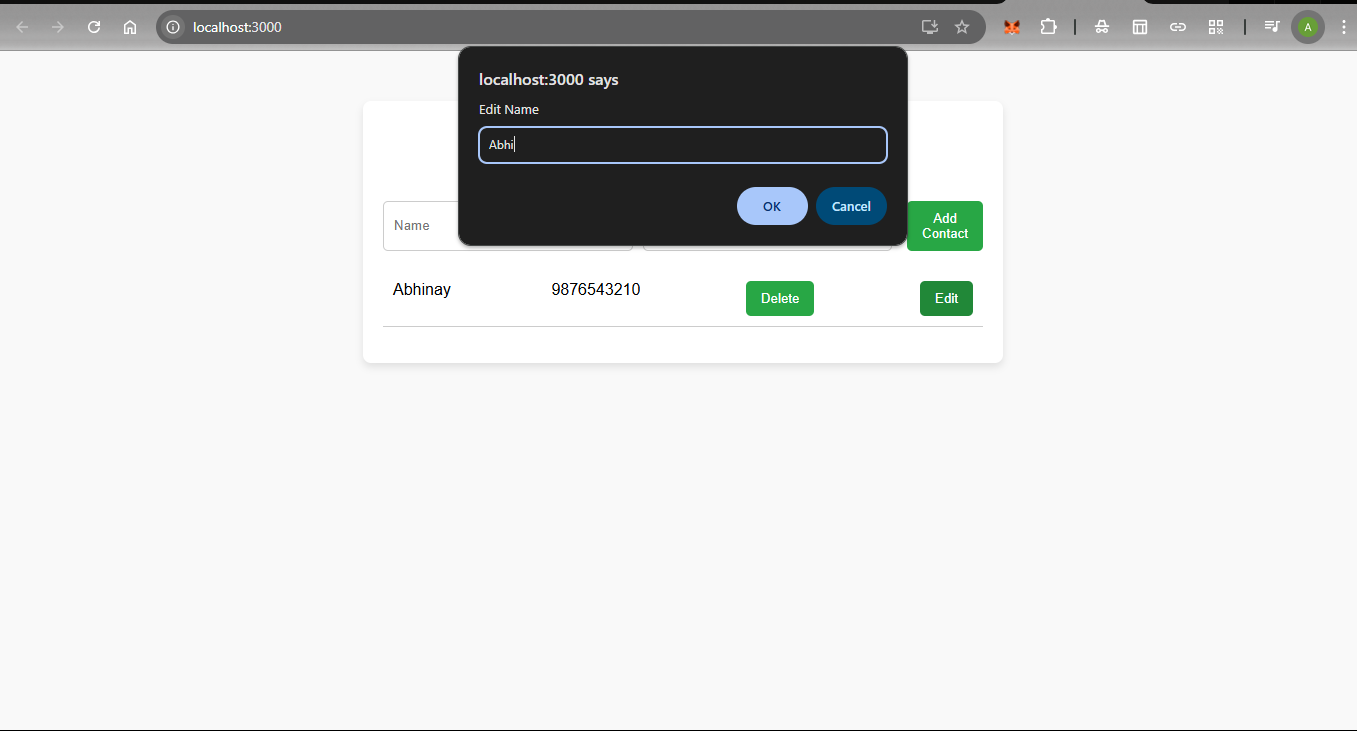 localhost:3000
A
localhost:3000 says
Edit Name
Abhi
OK
Cancel
Name
Add
Contact
Abhinay
9876543210
Delete
Edit